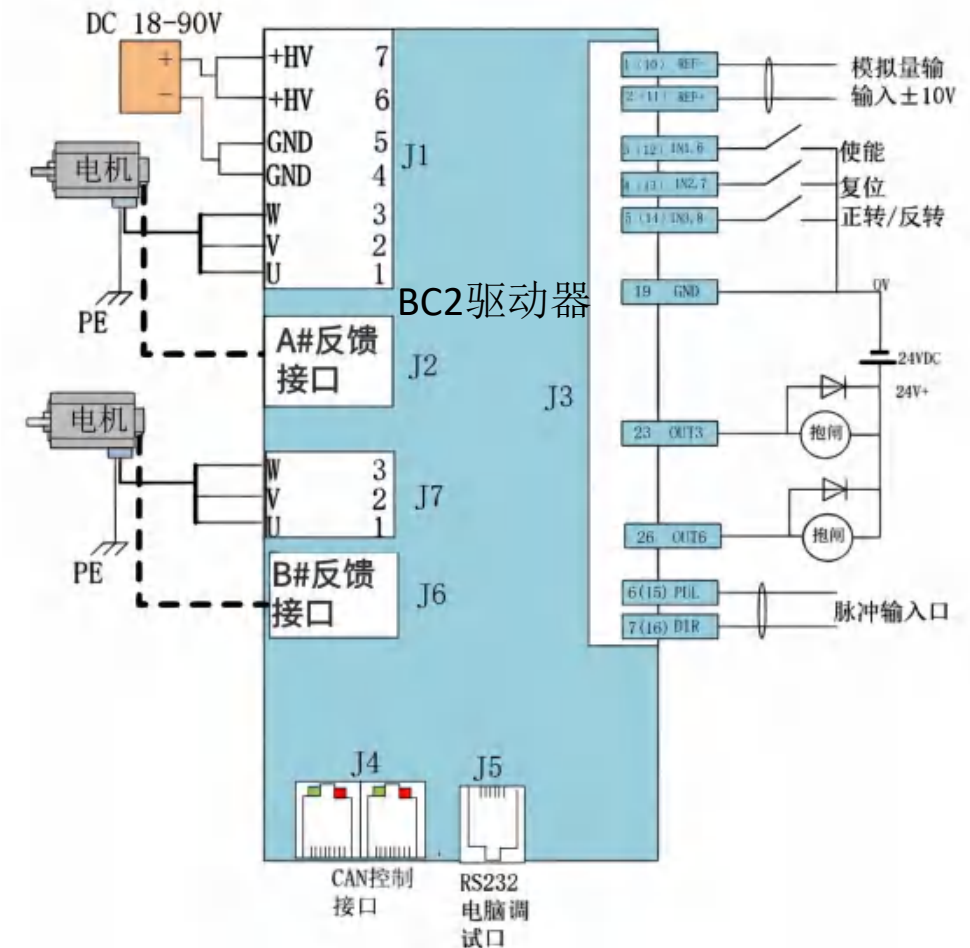 DC 18-90V
+
-
电机
PE
电机
PE
+HV 7
+HV 6
GND 5
GND 4
W 3
V 2
U 1
J1
BC2驱动器
A#反馈
接口
J2
W 3
V 2
U 1
J7
B#反馈
接口
J6
J3
J4
CAN控制
接口
J5
RS232
电脑调
试口
1 (10) REF-
模拟量输
输入±10V
3 (12) IN1,6
使能
4 (13) IN2,7
复位
5 (14) IN3,8
正转/反转
19 GND
0V
24VDC
24V+
23 OUT3
抱闸
26 OUT6
抱闸
6(15) PUL
7(16) DIR
脉冲输入口